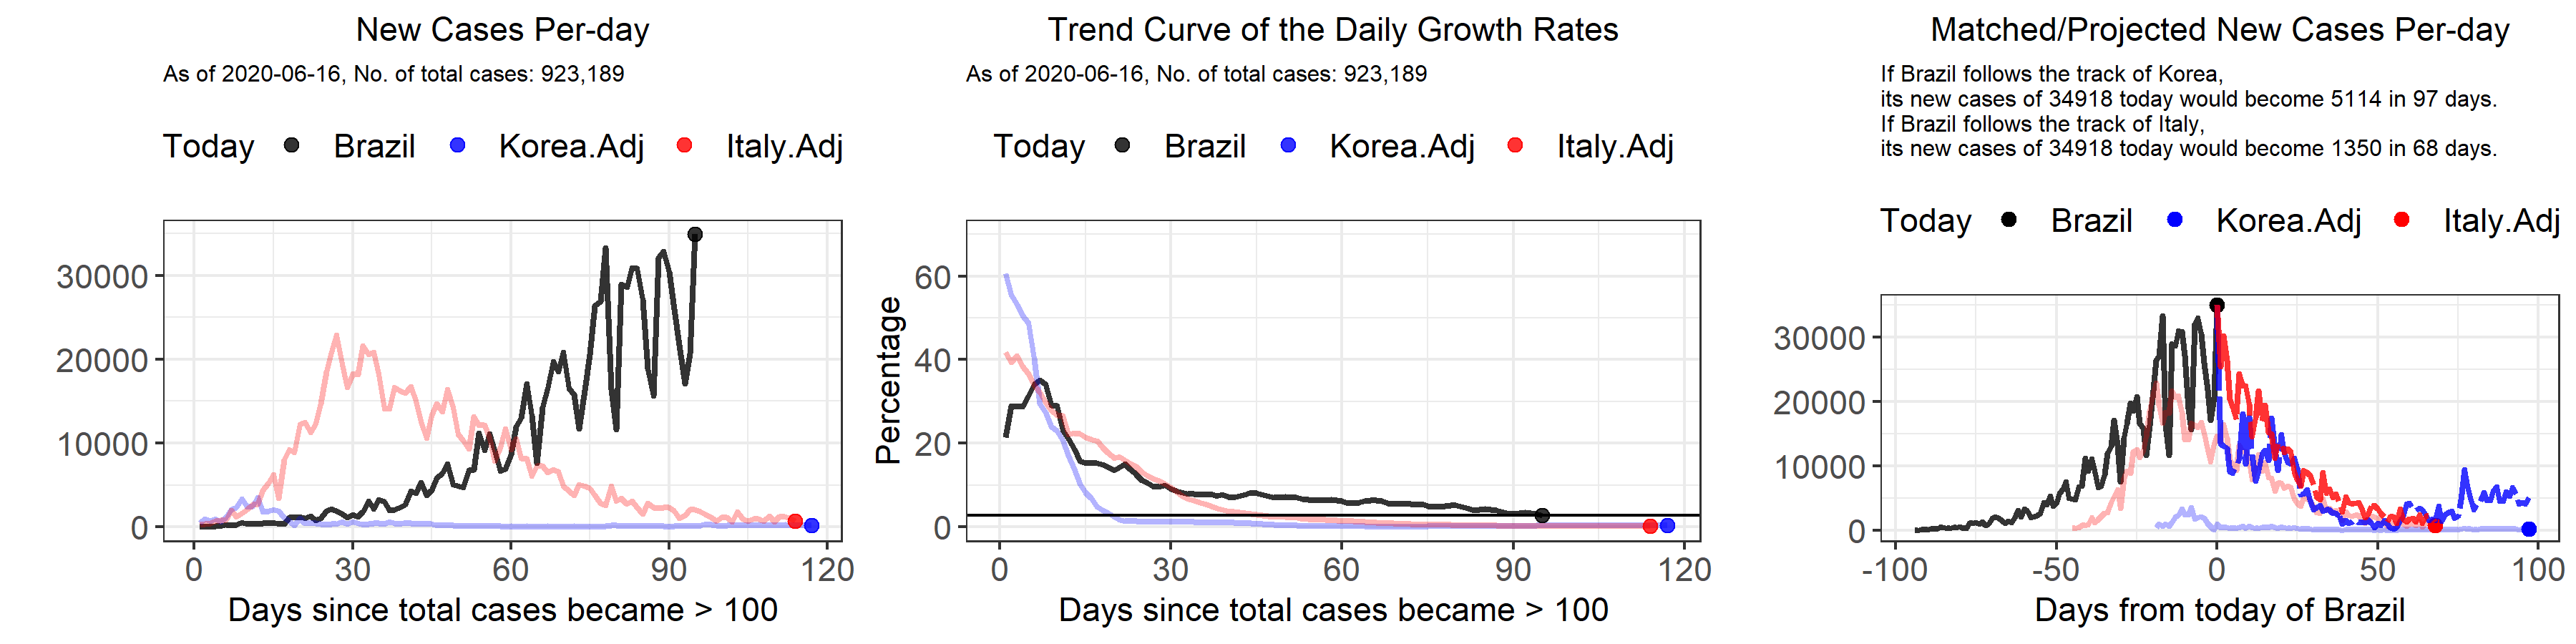 New Cases Per-day
As of 2020-06-16, No. of total cases: 923,189
Today Brazil Korea.Adj Italy.Adj
30000
20000
10000
0
0 30 60 90 120
Days since total cases became > 100
Trend Curve of the Daily Growth Rates
As of 2020-06-16, No. of total cases: 923,189
Today Brazil Korea.Adj Italy.Adj
Percentage
60
40
20
0
0 30 60 90 120
Days since total cases became > 100
Matched/Projected New Cases Per-day
If Brazil follows the track of Korea,
its new cases of 34918 today would become 5114 in 97 days.
If Brazil follows the track of Italy,
its new cases of 34918 today would become 1350 in 68 days.
Today Brazil Korea.Adj Italy.Adj
30000
20000
10000
0
-100 -50 0 50 100
Days from today of Brazil